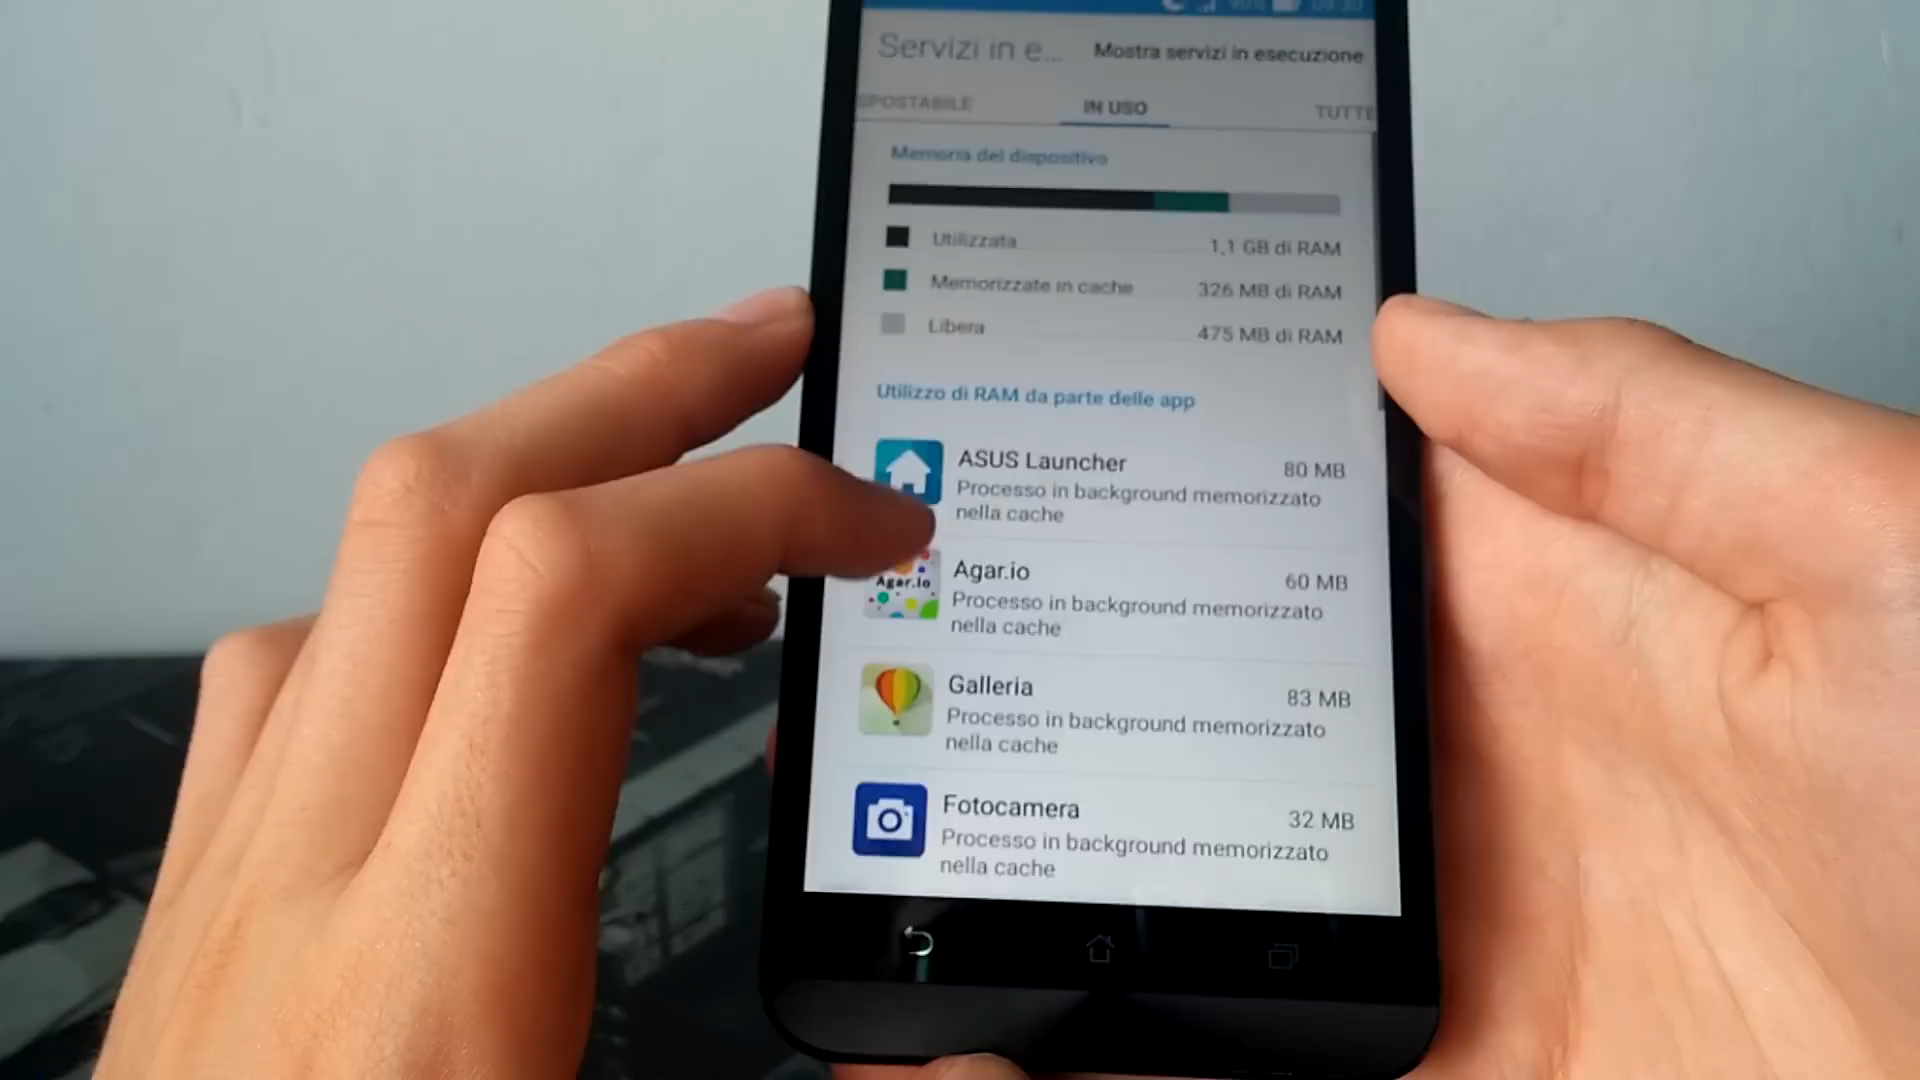 90% 09:30
Servizi in e... Mostra servizi in esecuzione
SPOSTABILE IN USO TUTTE
Memoria del dispositivo
Utilizzata 1,1 GB di RAM
Memorizzate in cache 326 MB di RAM
Libera 475 MB di RAM
Utilizzo di RAM da parte delle app
ASUS Launcher 80 MB
Processo in background memorizzato
nella cache
Agar.io
Agar.io 60 MB
Processo in background memorizzato
nella cache
Galleria 83 MB
Processo in background memorizzato
nella cache
Fotocamera 32 MB
Processo in background memorizzato
nella cache